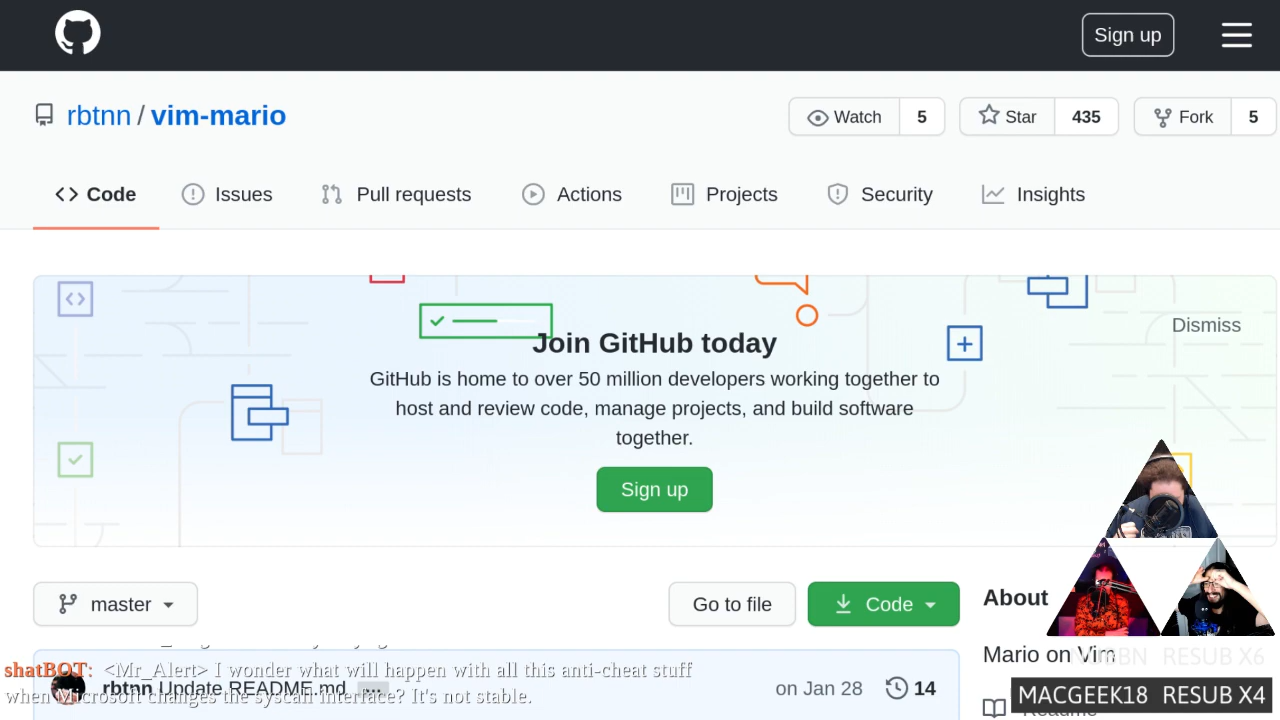 Sign up
rbtnn / vim-mario
Watch 5
Star 435
Fork 5
Code
Issues
Pull requests
Actions
Projects
Security
Insights
Dismiss
Join GitHub today
GitHub is home to over 50 million developers working together to
host and review code, manage projects, and build software
together.
Sign up
master
Go to file
Code
About
Mario on Vim
RESUB X6
shatBOT: <Mr_Alert> I wonder what will happen with all this anti-cheat stuff
when Microsoft changes the syscall interface? It's not stable.
rbtnn Update README.md ...
on Jan 28
14
MACGEEK18 RESUB X4
Readme